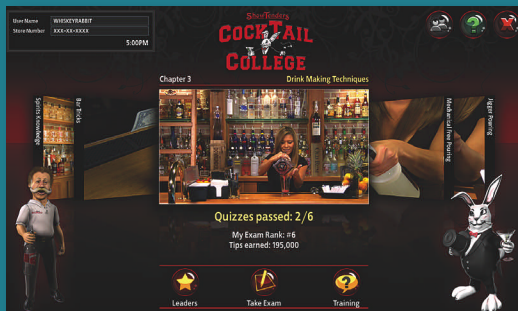 User Name WHISKEYRABBIT
Store Number XXX-XX-XXXX
5:00PM
COCKTAIL
COLLEGE
Chapter 3
Drink Making Techniques
Spirits Knowledge
Bar Tricks
Mechanical Free Pouring
Jigger Pouring
Quizzes passed: 2/6
My Exam Rank: #6
Tips earned: 195,000
Leaders
Take Exam
Training